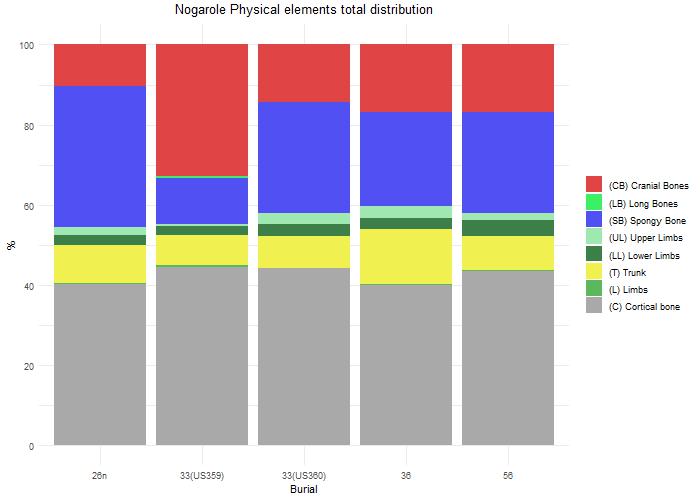 Nogarole Physical elements total distribution
100
80
60
40
20
0
%
26n
33(US359)
33(US360)
36
56
Burial
(CB) Cranial Bones
(LB) Long Bones
(SB) Spongy Bone
(UL) Upper Limbs
(LL) Lower Limbs
(T) Trunk
(L) Limbs
(C) Cortical bone